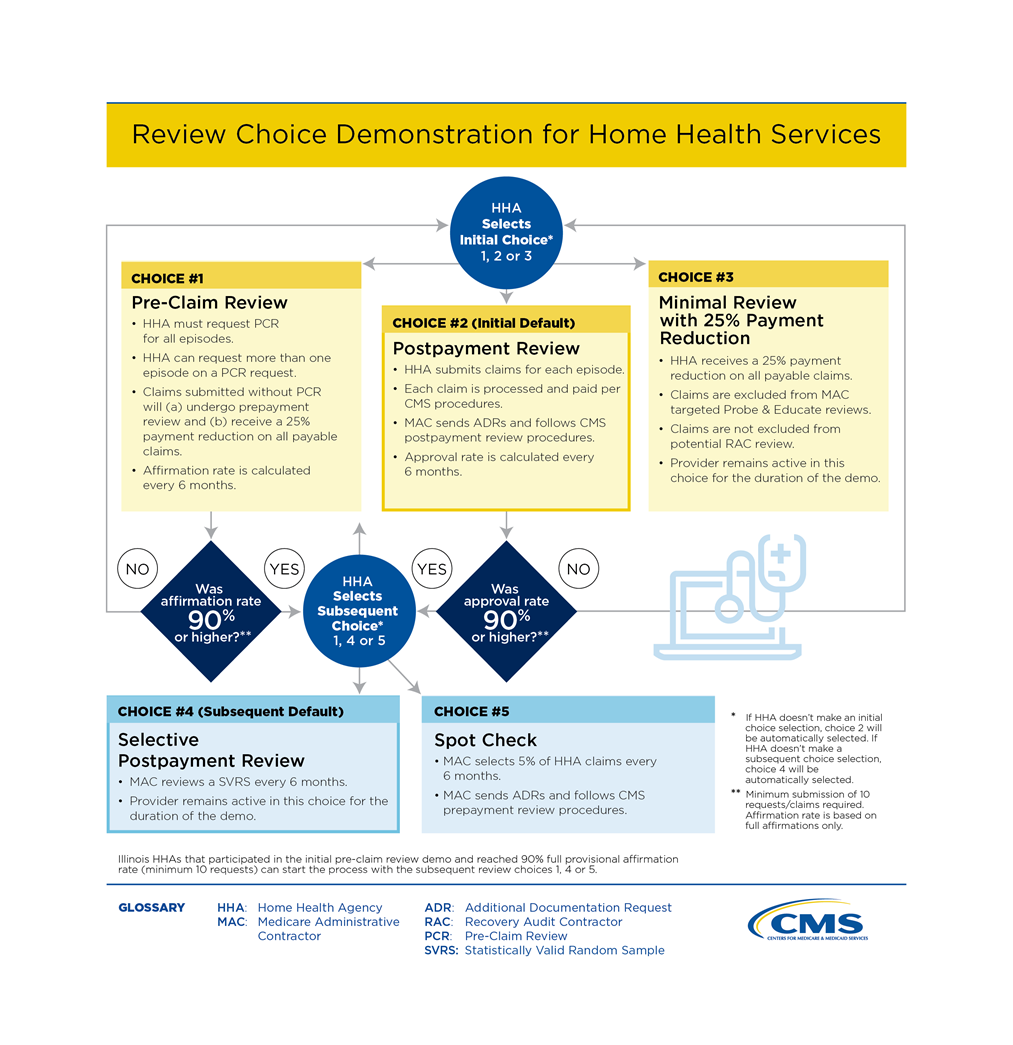 Review Choice Demonstration for Home Health Services
HHA
Selects
Initial Choice*
1, 2 or 3
CHOICE #1
Pre-Claim Review
• HHA must request PCR
for all episodes.
• HHA can request more than one
episode on a PCR request.
• Claims submitted without PCR
will (a) undergo prepayment
review and (b) receive a 25%
payment reduction on all payable
claims.
• Affirmation rate is calculated
every 6 months.
CHOICE #2 (Initial Default)
Postpayment Review
• HHA submits claims for each episode.
• Each claim is processed and paid per
CMS procedures.
• MAC sends ADRs and follows CMS
postpayment review procedures.
• Approval rate is calculated every
6 months.
CHOICE #3
Minimal Review
with 25% Payment
Reduction
• HHA receives a 25% payment
reduction on all payable claims.
• Claims are excluded from MAC
targeted Probe & Educate reviews.
• Claims are not excluded from
potential RAC review.
• Provider remains active in this
choice for the duration of the demo.
NO
Was
affirmation rate
90%
or higher?**
YES
HHA
Selects
Subsequent
Choice*
1, 4 or 5
YES
Was
approval rate
90%
or higher?**
NO
CHOICE #4 (Subsequent Default)
Selective
Postpayment Review
• MAC reviews a SVRS every 6 months.
• Provider remains active in this choice for the
duration of the demo.
CHOICE #5
Spot Check
• MAC selects 5% of HHA claims every
6 months.
• MAC sends ADRs and follows CMS
prepayment review procedures.
* If HHA doesn't make an initial
choice selection, choice 2 will
be automatically selected. If
HHA doesn't make a
subsequent choice selection,
choice 4 will be
automatically selected.
** Minimum submission of 10
requests/claims required.
Affirmation rate is based on
full affirmations only.
Illinois HHAs that participated in the initial pre-claim review demo and reached 90% full provisional affirmation
rate (minimum 10 requests) can start the process with the subsequent review choices 1, 4 or 5.
GLOSSARY
HHA: Home Health Agency
MAC: Medicare Administrative
Contractor
ADR: Additional Documentation Request
RAC: Recovery Audit Contractor
PCR: Pre-Claim Review
SVRS: Statistically Valid Random Sample
CMS
CENTERS FOR MEDICARE & MEDICAID SERVICES